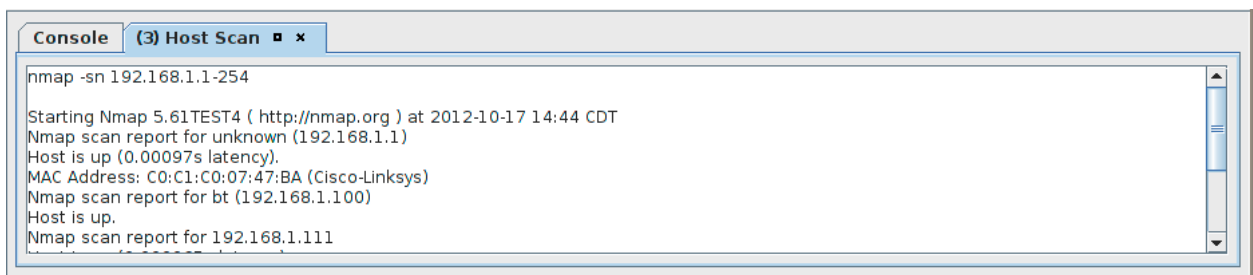 Console (3) Host Scan
nmap -sn 192.168.1.1-254
Starting Nmap 5.61TEST4 ( http://nmap.org ) at 2012-10-17 14:44 CDT
Nmap scan report for unknown (192.168.1.1)
Host is up (0.00097s latency).
MAC Address: C0:C1:C0:07:47:BA (Cisco-Linksys)
Nmap scan report for bt (192.168.1.100)
Host is up.
Nmap scan report for 192.168.1.111